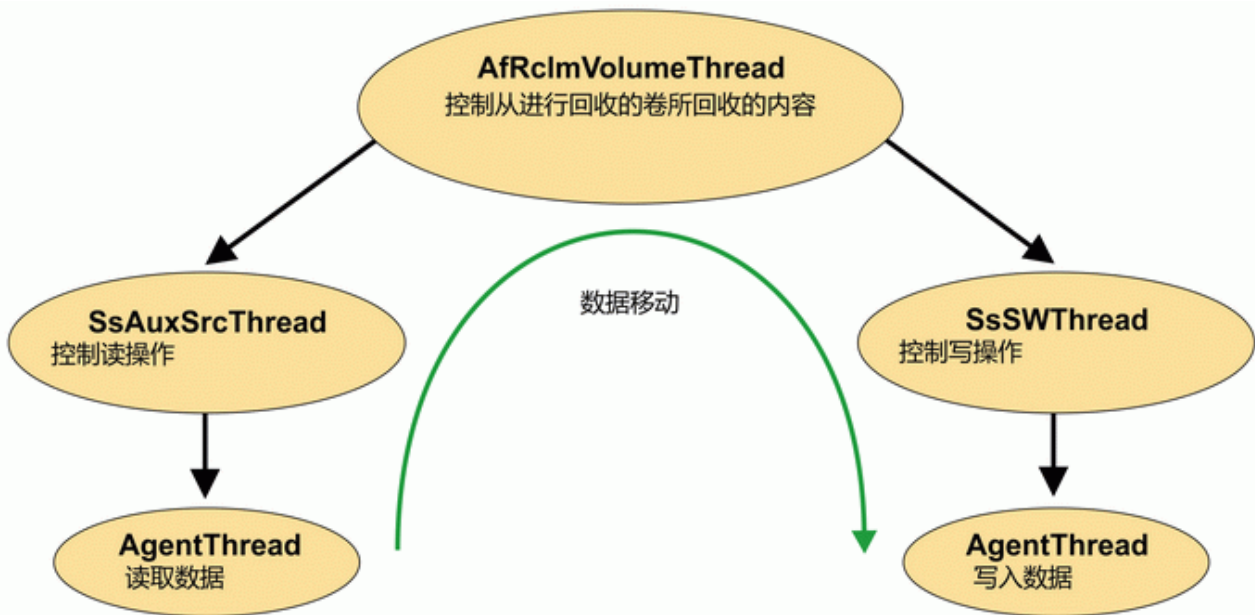 AfRclmVolumeThread
控制从进行回收的卷所回收的内容
数据移动
SsAuxSrcThread
控制读操作
SsSWThread
控制写操作
AgentThread
读取数据
AgentThread
写入数据